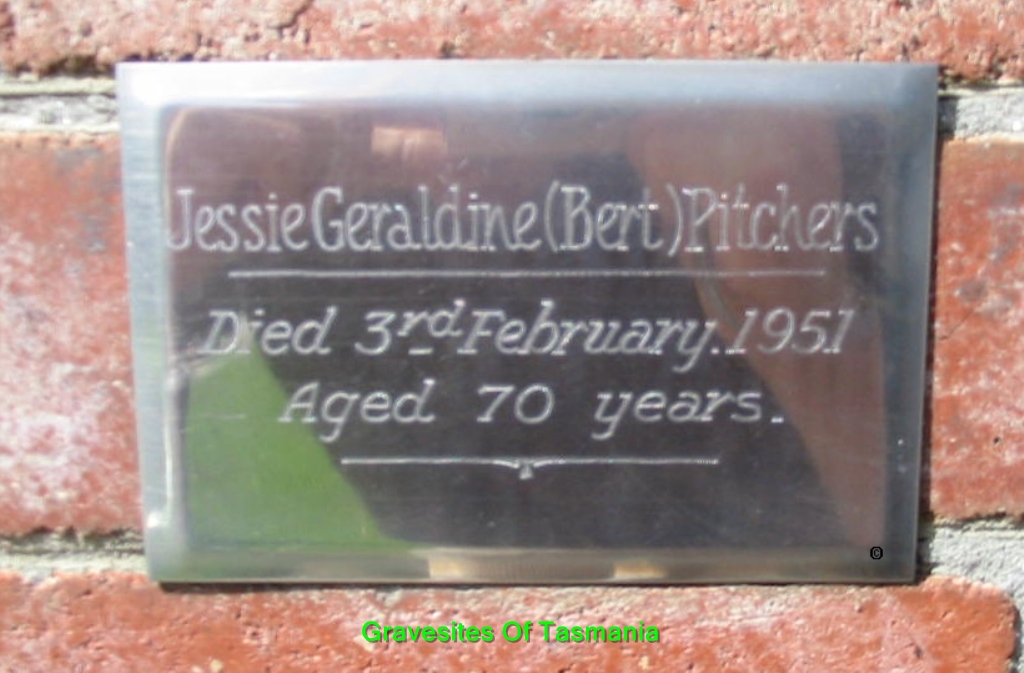 Jessie Geraldine (Bert) Pitchers
Died 3rd February. 1951
Aged 70 years.
©
Gravesites Of Tasmania